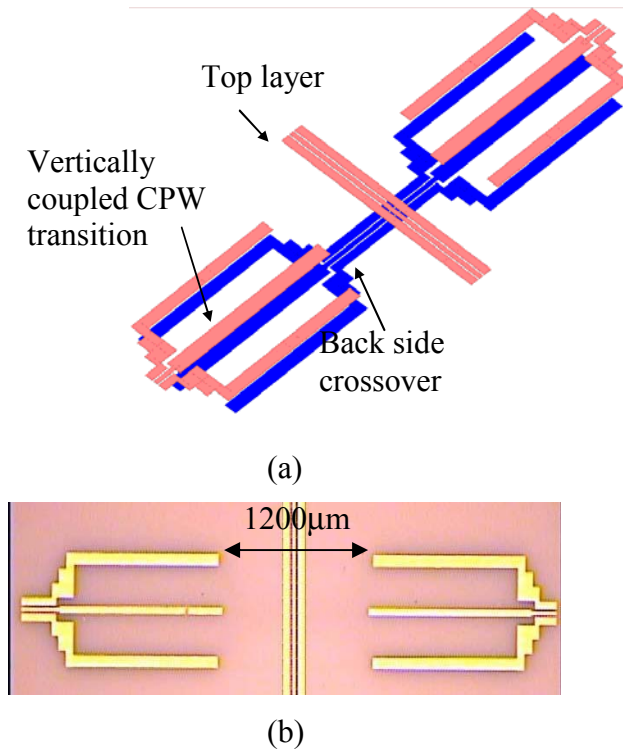 Top layer
Vertically
coupled CPW
transition
Back side
crossover
(a)
1200μm
(b)